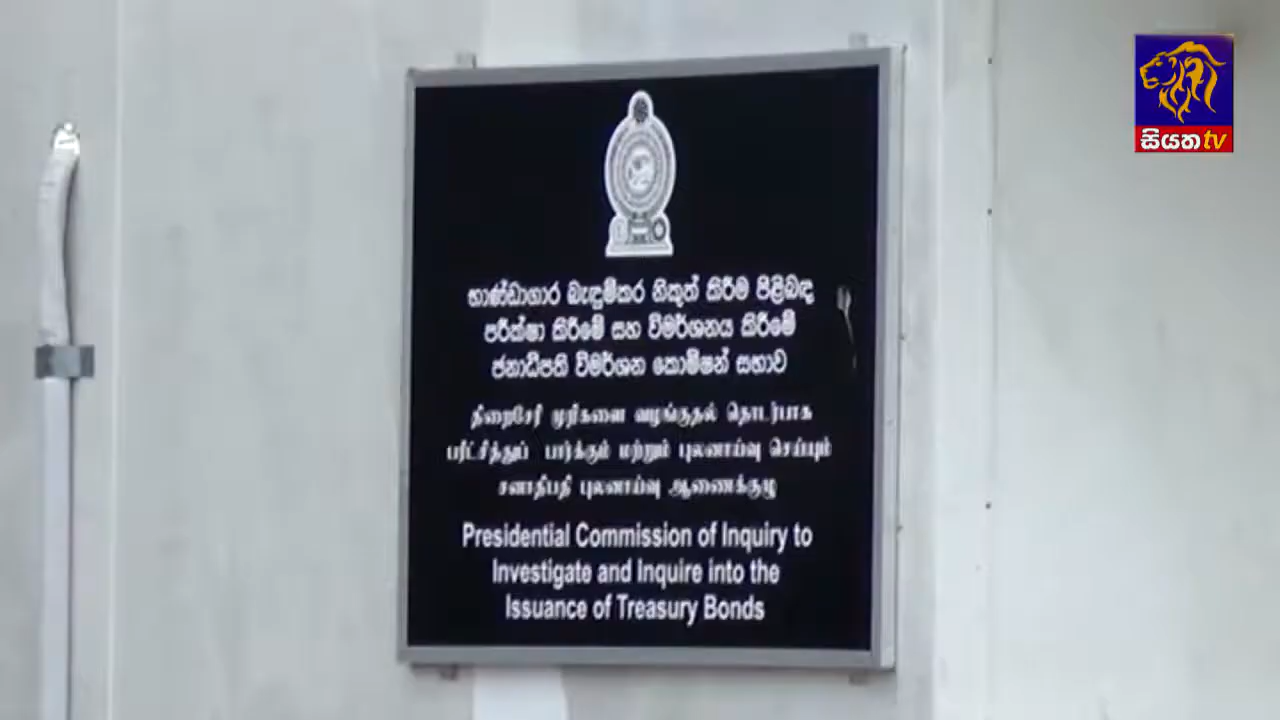 සියත tv
භාණ්ඩාගාර බැඳුම්කර නිකුත් කිරීම පිළිබඳ
පරීක්ෂා කිරීමේ සහ විමර්ශනය කිරීමේ
ජනාධිපති විමර්ශන කොමිෂන් සභාව
திறைசேரி முறிகளை வழங்குதல் தொடர்பாக
பரீட்சித்துப் பார்க்கும் மற்றும் புலனாய்வு செய்யும்
சனாதிபதி புலனாய்வு ஆணைக்குழு
Presidential Commission of Inquiry to
Investigate and Inquire into the
Issuance of Treasury Bonds